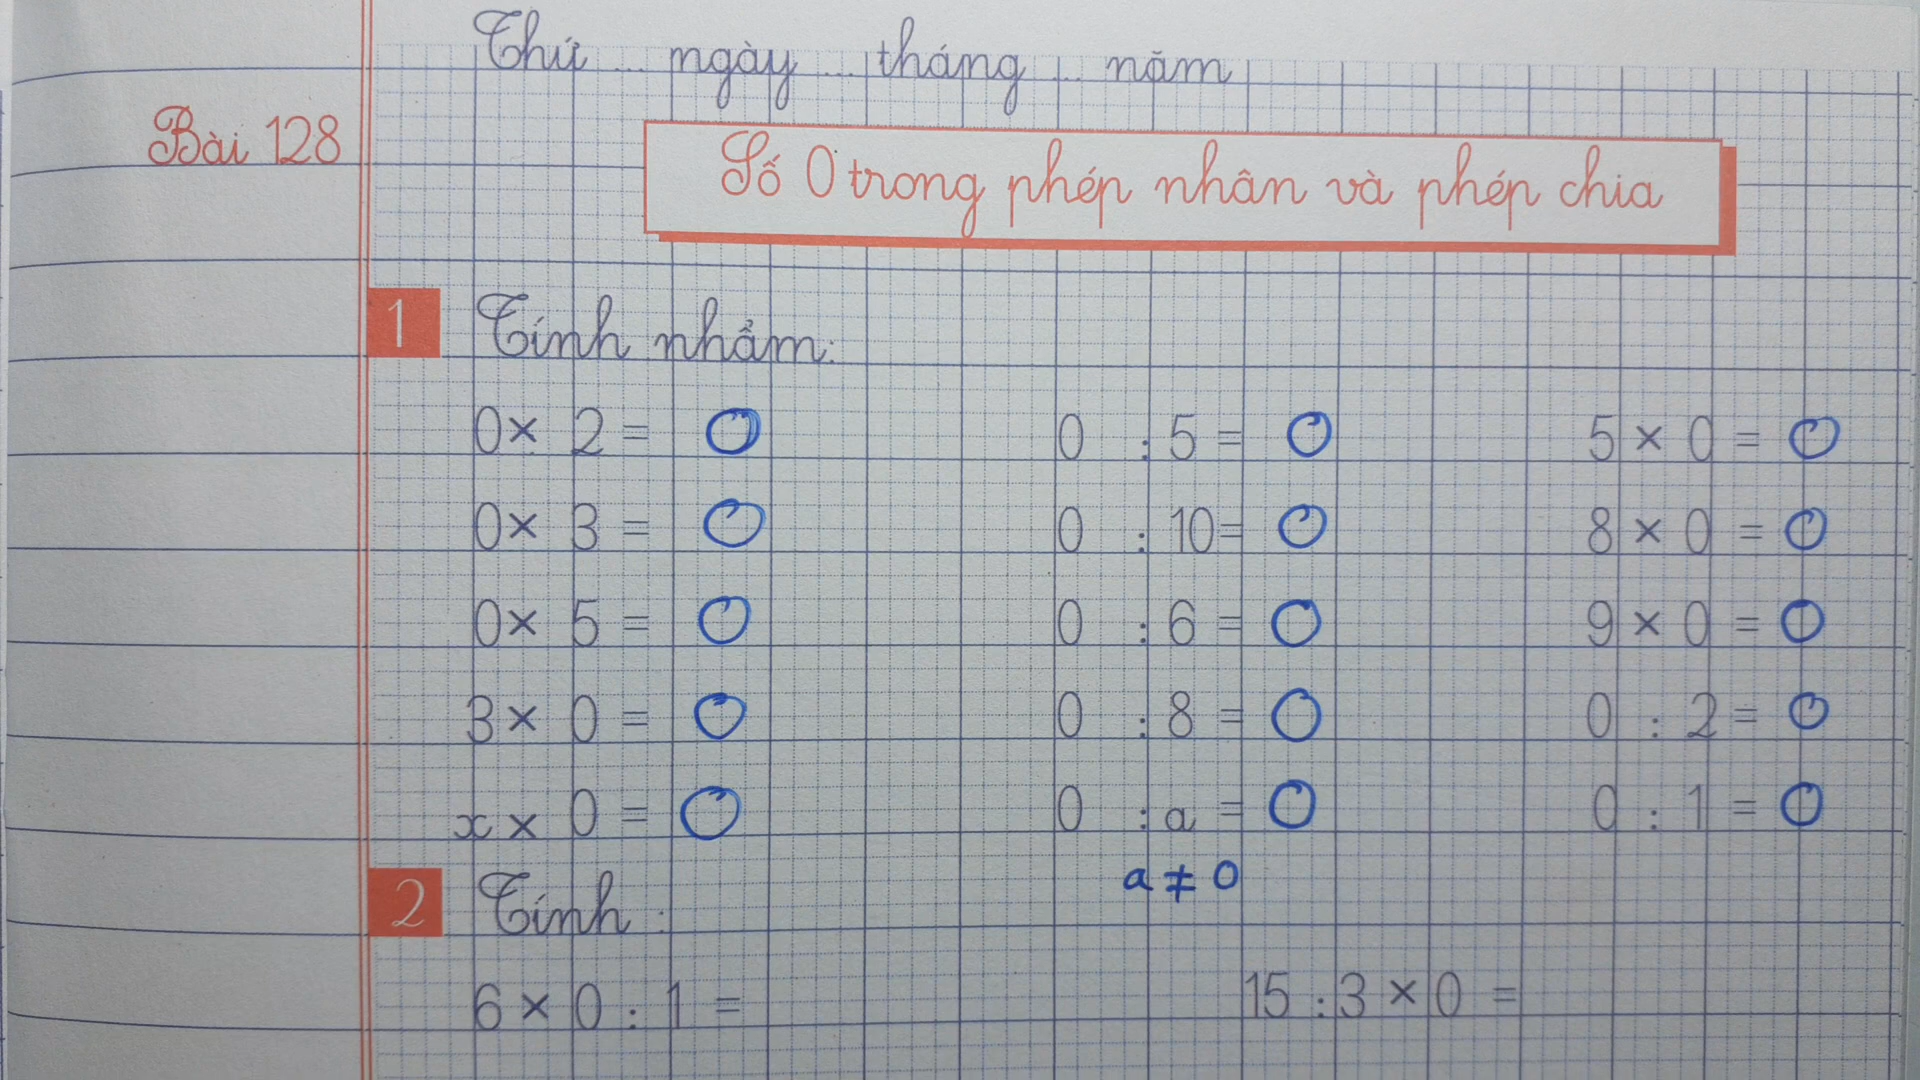 Thứ ... ngày ... tháng ... năm
Bài 128
Số 0 trong phép nhân và phép chia
1 Tính nhẩm:
0 × 2 = 0 0 : 5 = 0 5 × 0 = 0
0 × 3 = 0 0 : 10 = 0 8 × 0 = 0
0 × 5 = 0 0 : 6 = 0 9 × 0 = 0
3 × 0 = 0 0 : 8 = 0 0 : 2 = 0
x × 0 = 0 0 : a = 0 0 : 1 = 0
a ≠ 0
2 Tính :
6 × 0 : 1 = 15 : 3 × 0 =